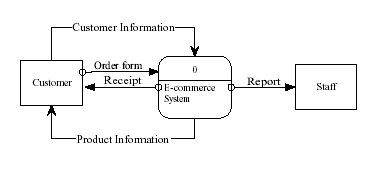 Customer Information
Order form
0
Customer
Receipt
E-commerce
System
Report
Staff
Product Information